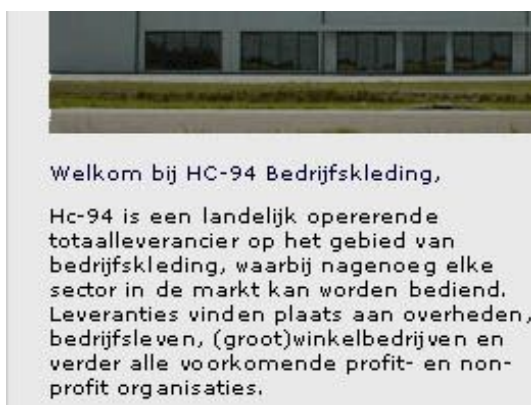 Welkom bij HC-94 Bedrijfskleding,
Hc-94 is een landelijk opererende
totaalleverancier op het gebied van
bedrijfskleding, waarbij nagenoeg elke
sector in de markt kan worden bediend.
Leveranties vinden plaats aan overheden,
bedrijfsleven, (groot)winkelbedrijven en
verder alle voorkomende profit- en non-
profit organisaties.